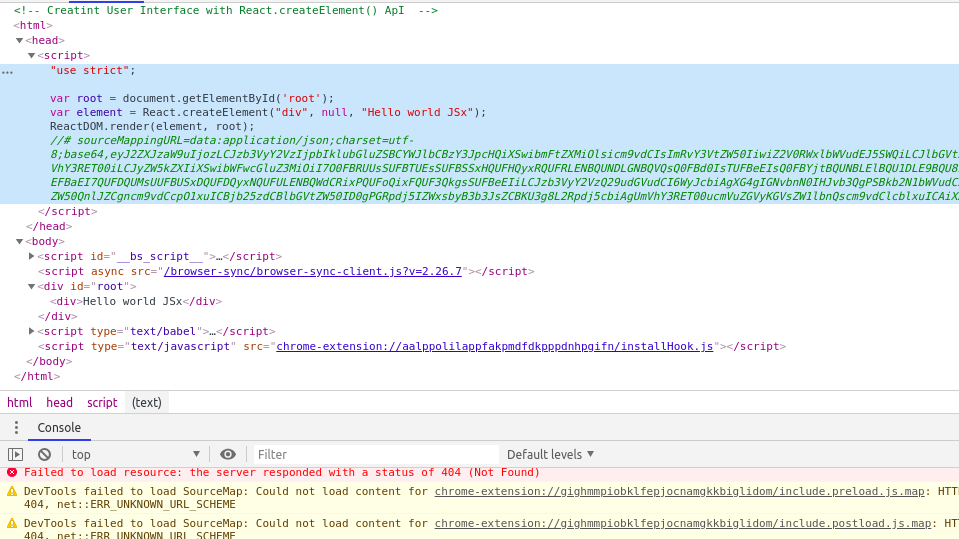 <!-- Creatint User Interface with React.createElement() ApI  -->
<html>
<head>
<script>
"use strict";
var root = document.getElementById('root');
var element = React.createElement("div", null, "Hello world JSx");
ReactDOM.render(element, root);
//# sourceMappingURL=data:application/json;charset=utf-
</script>
</head>
<body>
<script id="__bs_script__">…</script>
<script async src="/browser-sync/browser-sync-client.js?v=2.26.7"></script>
<div id="root">
<div>Hello world JSx</div>
</div>
<script type="text/babel">…</script>
<script type="text/javascript" src="chrome-extension://aalppolilappfakpmdfdkpppdnhpgifn/installHook.js"></script>
</body>
</html>
html head script (text)
Console
top Filter Default levels
Failed to load resource: the server responded with a status of 404 (Not Found)
DevTools failed to load SourceMap: Could not load content for chrome-extension://gighmmpiobklfepjocnamgkkbiglidom/include.preload.js.map: HTT
404, net::ERR_UNKNOWN_URL_SCHEME
DevTools failed to load SourceMap: Could not load content for chrome-extension://gighmmpiobklfepjocnamgkkbiglidom/include.postload.js.map: HT
404, net::ERR_UNKNOWN_URL_SCHEME